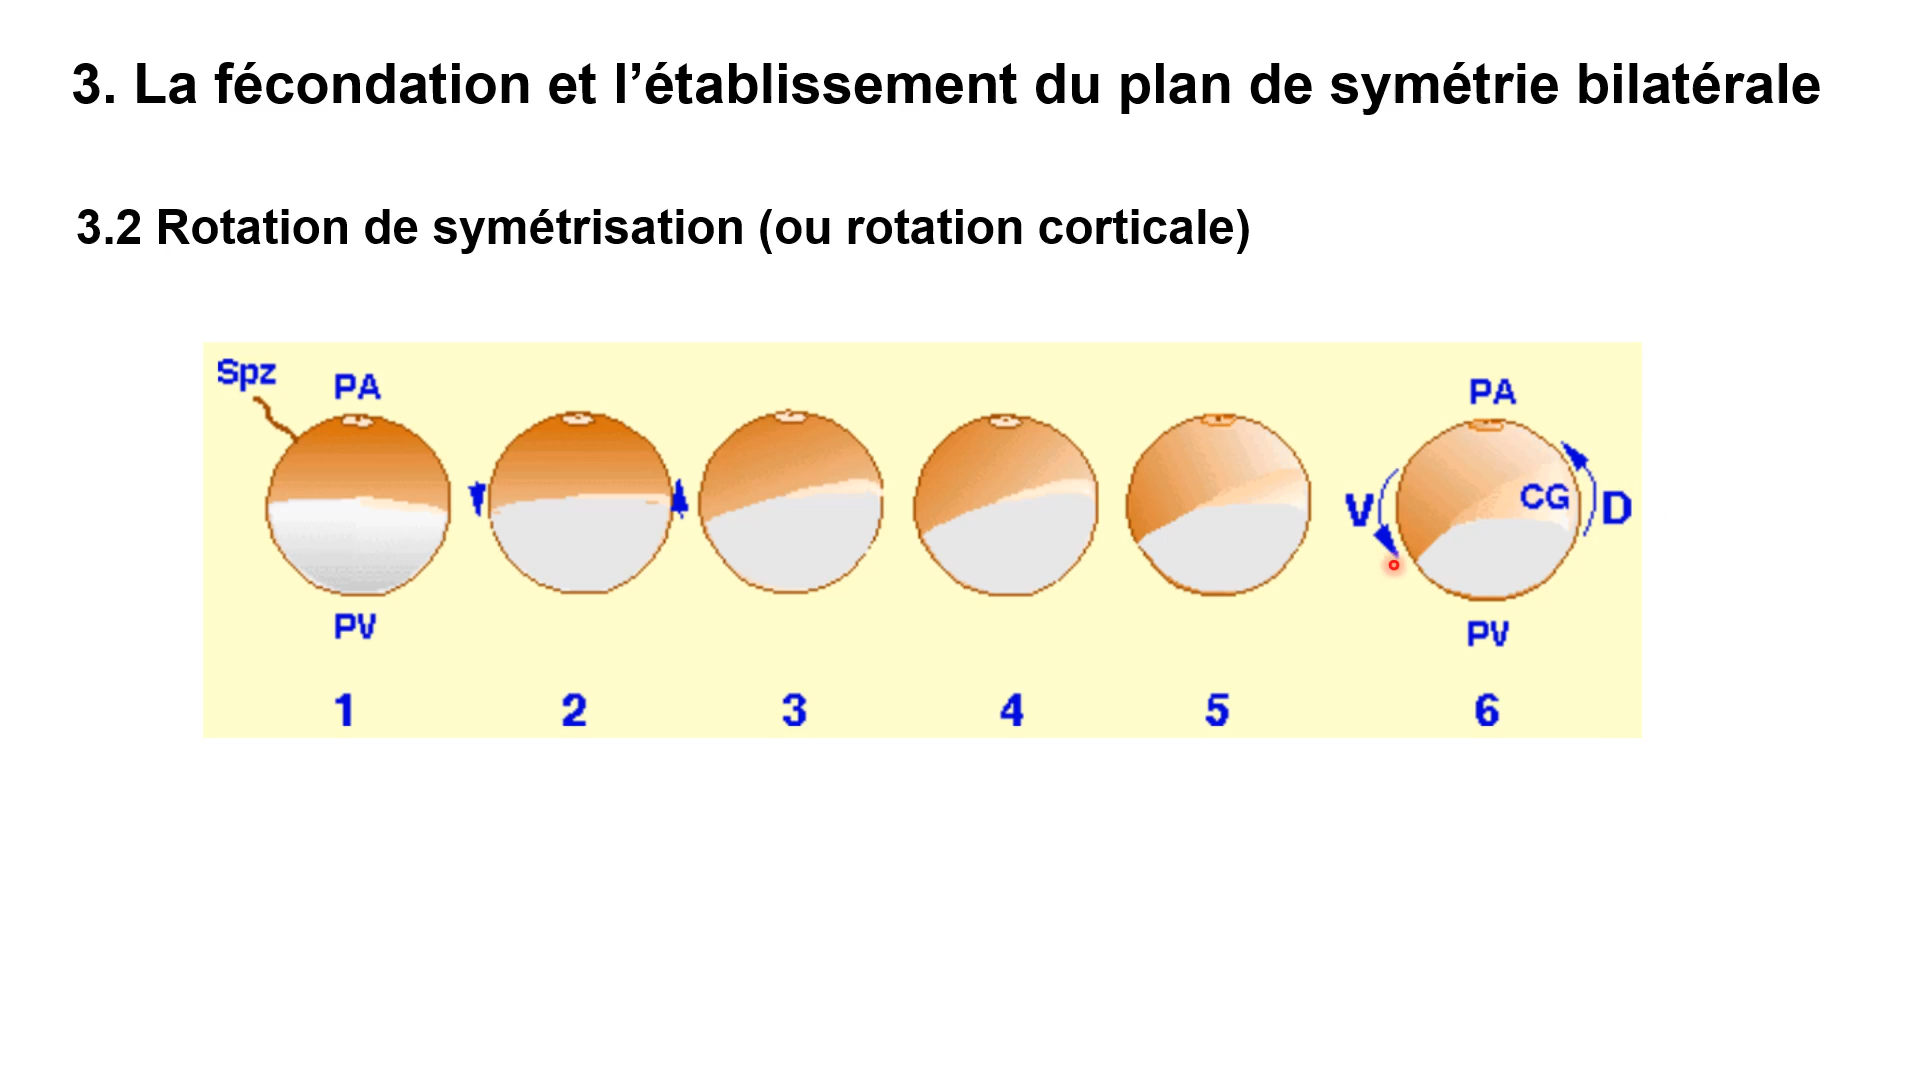 3. La fécondation et l’établissement du plan de symétrie bilatérale
3.2 Rotation de symétrisation (ou rotation corticale)
Spz
PA
PA
V
CG
D
PV
PV
1 2 3 4 5 6